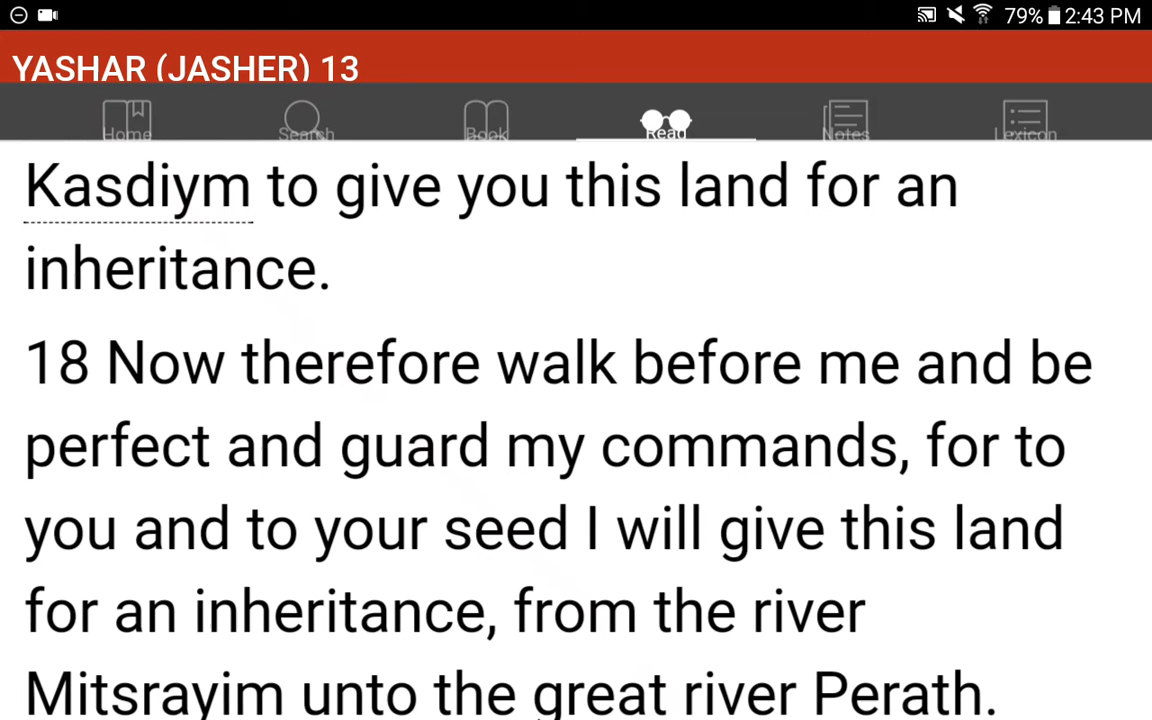 79% 2:43 PM
YASHAR (JASHER) 13
Home Search Book Read Notes Lexicon
Kasdiym to give you this land for an
inheritance.
18 Now therefore walk before me and be
perfect and guard my commands, for to
you and to your seed I will give this land
for an inheritance, from the river
Mitsrayim unto the great river Perath.